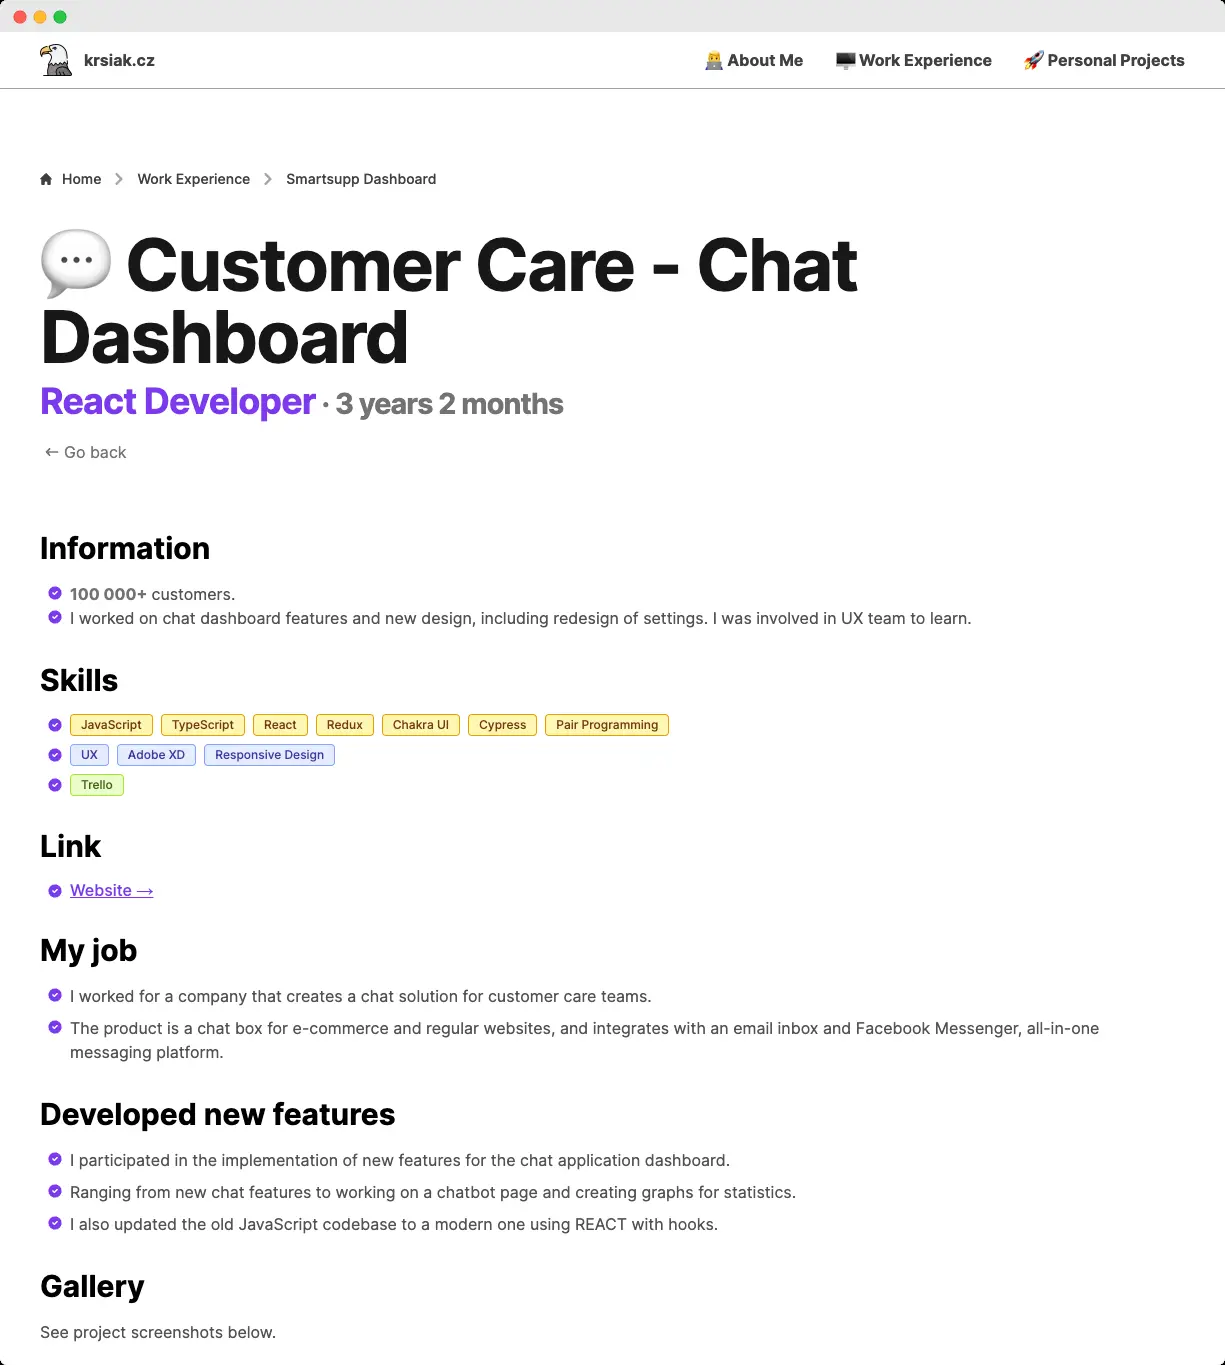 krsiak.cz
About Me
Work Experience
Personal Projects
Home
Work Experience
Smartsupp Dashboard
Customer Care - Chat
Dashboard
React Developer · 3 years 2 months
← Go back
Information
100 000+ customers.
I worked on chat dashboard features and new design, including redesign of settings. I was involved in UX team to learn.
Skills
JavaScript TypeScript React Redux Chakra UI Cypress Pair Programming
UX Adobe XD Responsive Design
Trello
Link
Website →
My job
I worked for a company that creates a chat solution for customer care teams.
The product is a chat box for e-commerce and regular websites, and integrates with an email inbox and Facebook Messenger, all-in-one
messaging platform.
Developed new features
I participated in the implementation of new features for the chat application dashboard.
Ranging from new chat features to working on a chatbot page and creating graphs for statistics.
I also updated the old JavaScript codebase to a modern one using REACT with hooks.
Gallery
See project screenshots below.